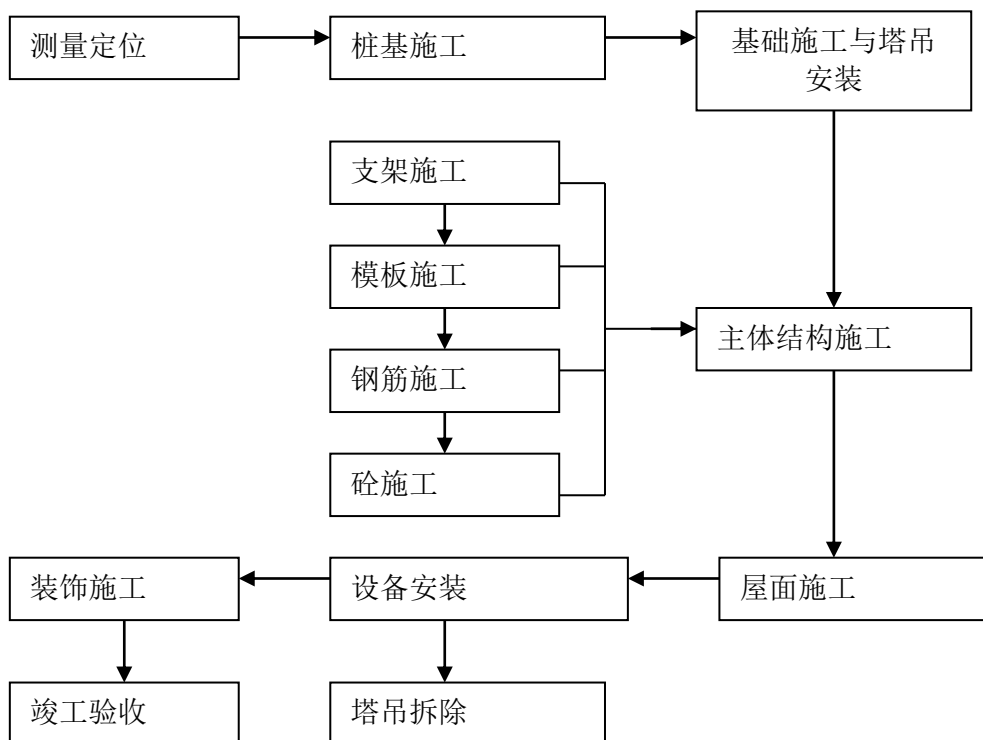 测量定位
桩基施工
基础施工与塔吊
安装
支架施工
模板施工
主体结构施工
钢筋施工
砼施工
装饰施工
设备安装
屋面施工
竣工验收
塔吊拆除